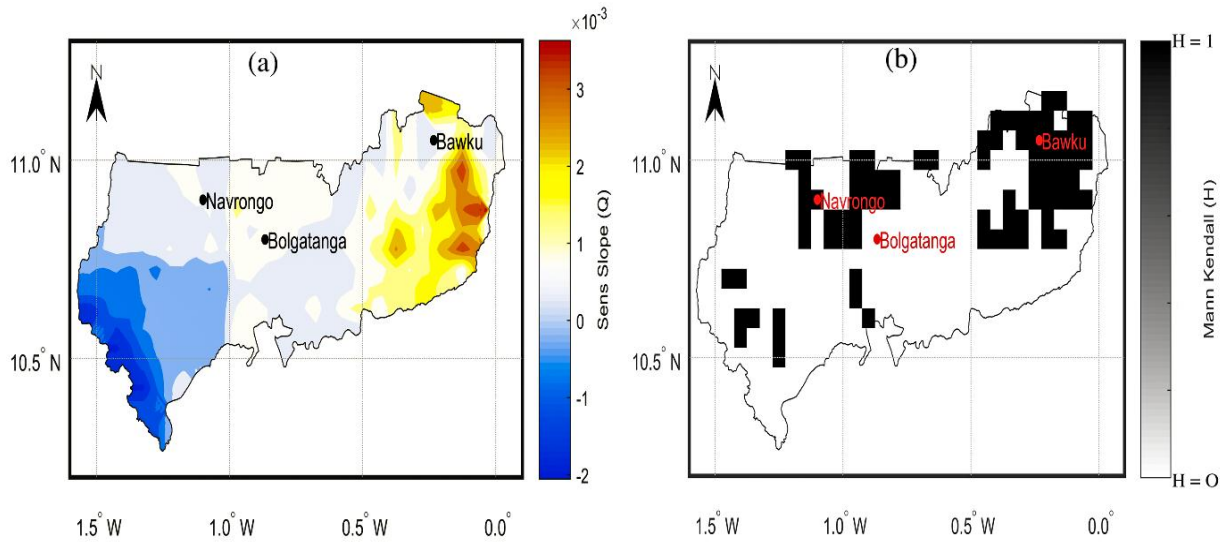 ×10⁻³
(a)
N
Bawku
11.0° N
Navrongo
Bolgatanga
10.5° N
1.5° W
1.0° W
0.5° W
0.0°
3
2
1
0
-1
-2
Sens Slope (Q)
(b)
N
Bawku
11.0° N
Navrongo
Bolgatanga
10.5° N
1.5° W
1.0° W
0.5° W
0.0°
H = 1
Mann Kendall (H)
H = O